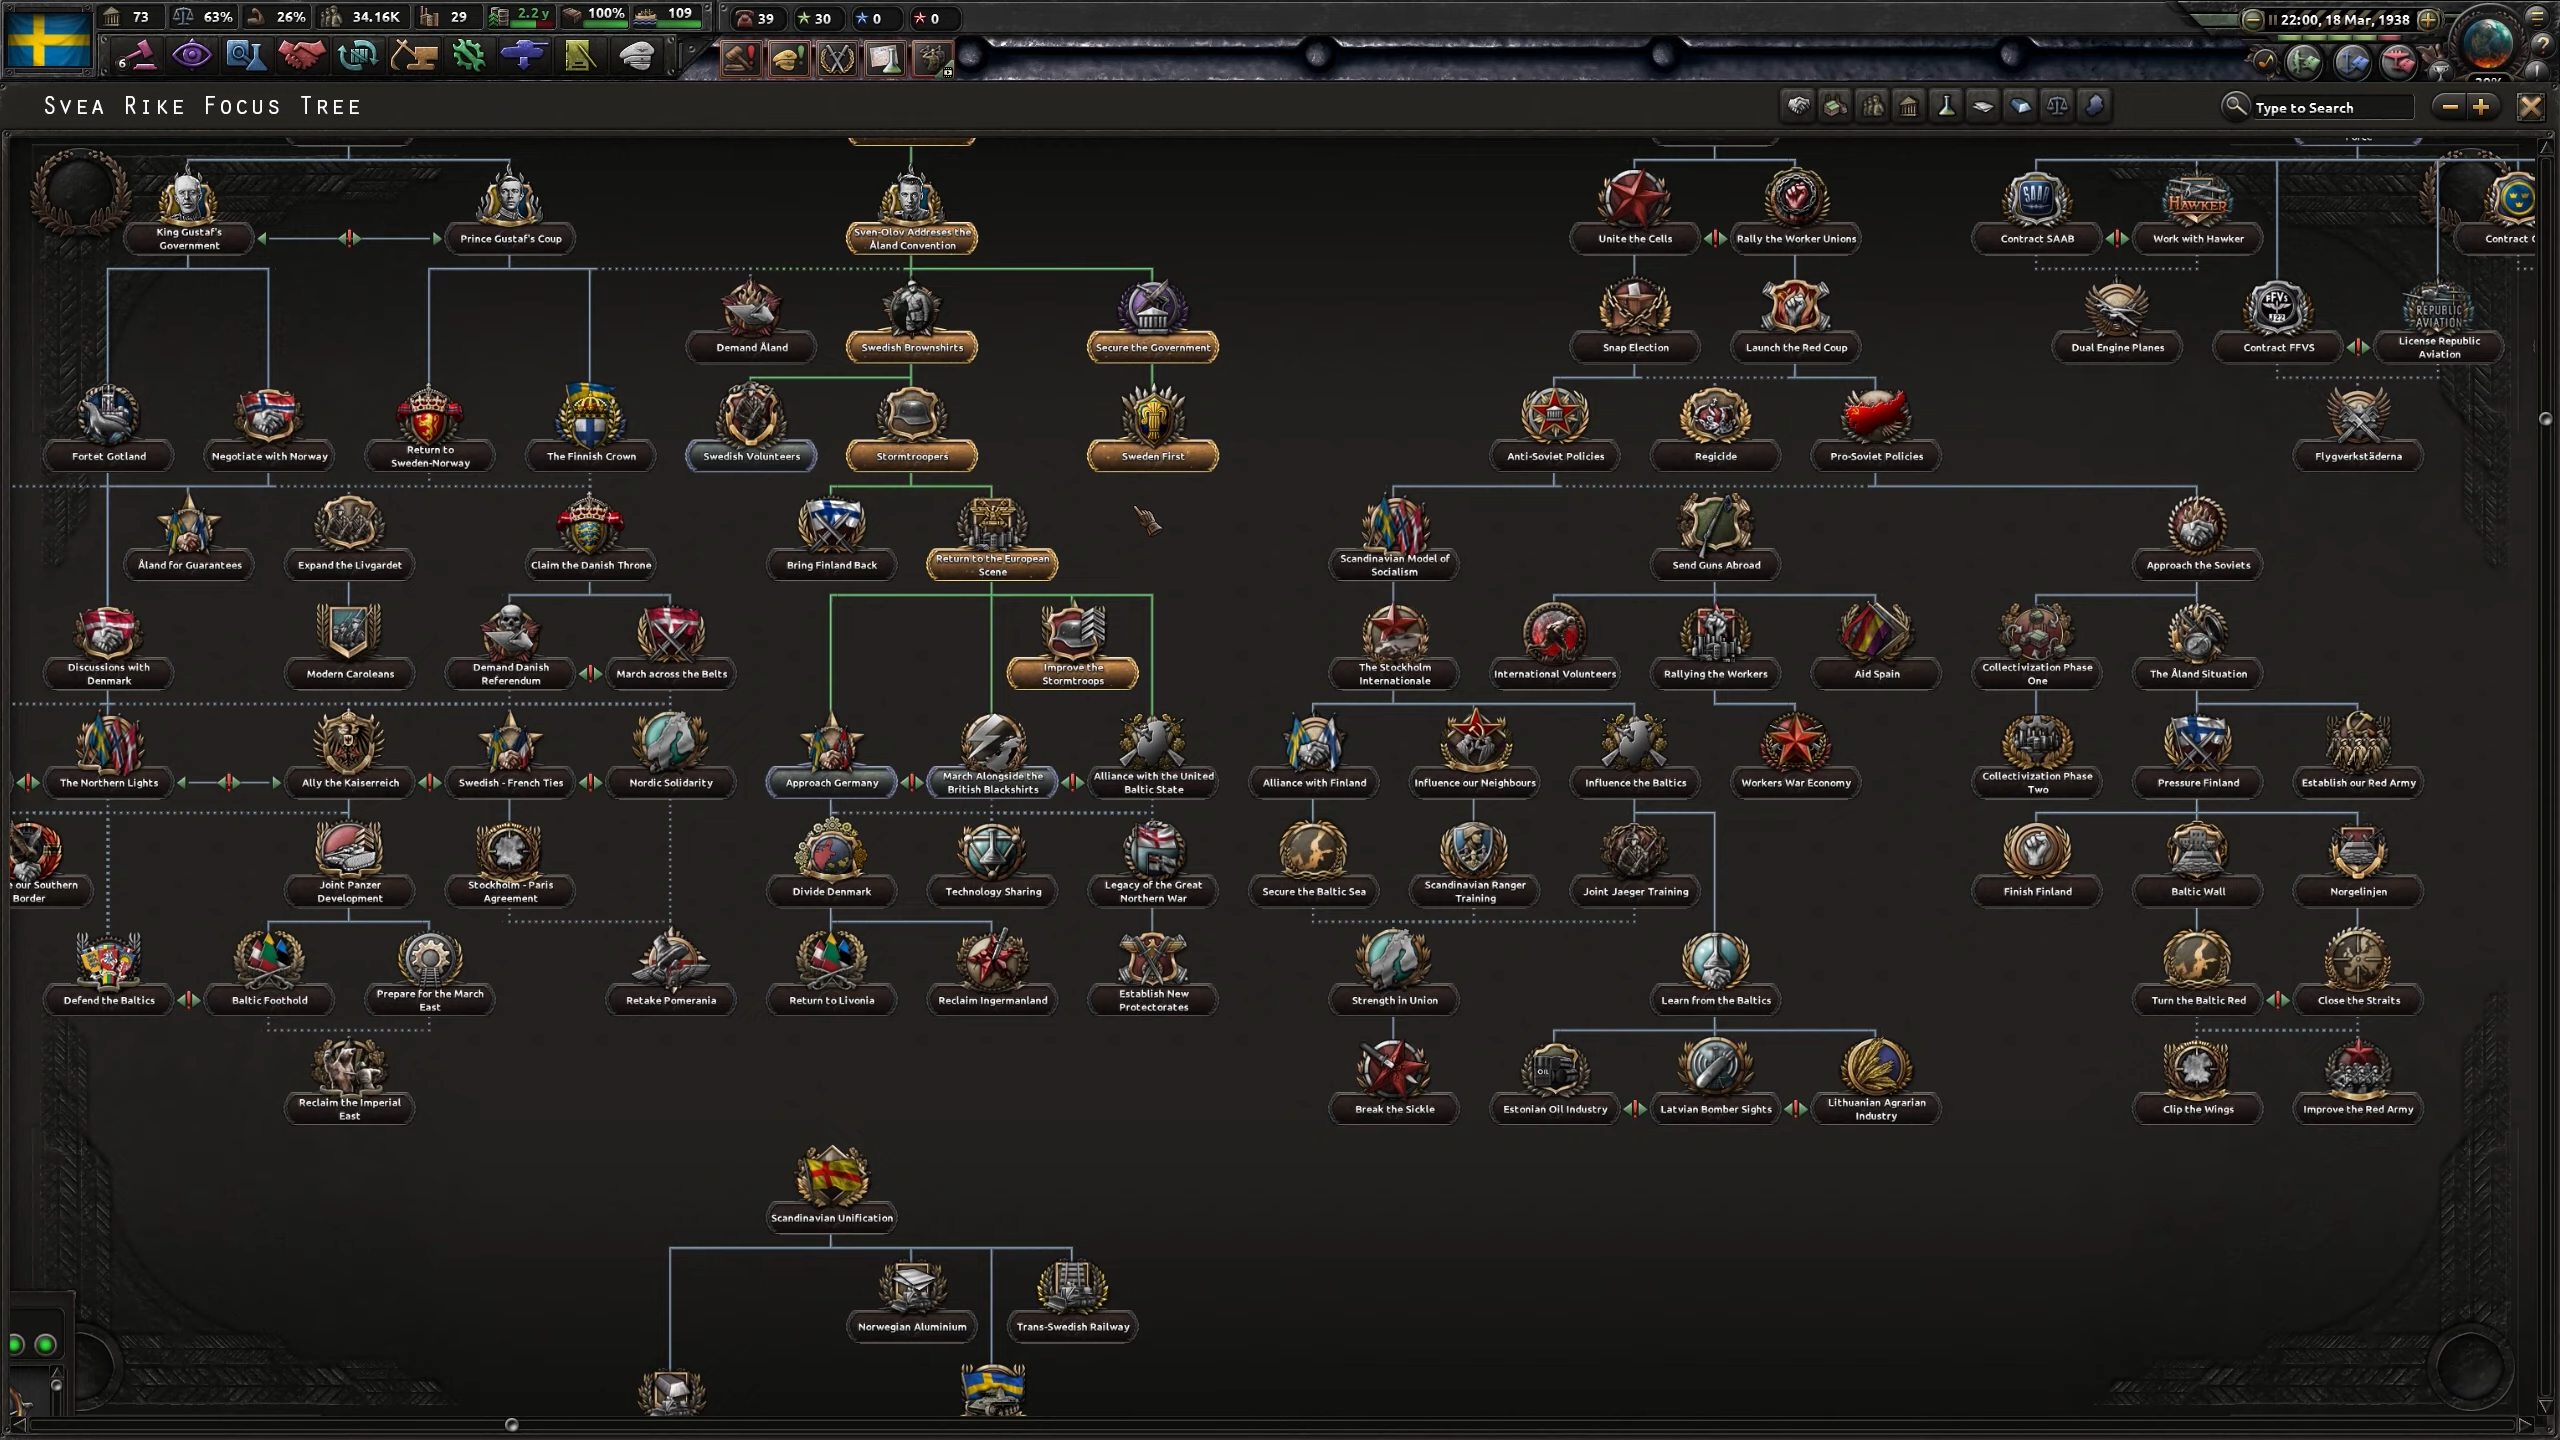 73
63%
26%
34.16K
29
2.2 y
100%
109
39
30
0
0
22:00, 18 Mar, 1938
6
Svea Rike Focus Tree
Type to Search
King Gustaf's
Government
Prince Gustaf's Coup
Sven-Olov Addreses the
Åland Convention
Unite the Cells
Rally the Worker Unions
SAAB
Contract SAAB
HAWKER
Work with Hawker
Demand Åland
Swedish Brownshirts
Secure the Government
Snap Election
Launch the Red Coup
Dual Engine Planes
FFVS
J22
Contract FFVS
REPUBLIC
AVIATION
License Republic
Aviation
Fortet Gotland
Negotiate with Norway
Return to
Sweden-Norway
The Finnish Crown
Swedish Volunteers
Stormtroopers
Sweden First
Anti-Soviet Policies
Regicide
Pro-Soviet Policies
Flygverkstäderna
Åland for Guarantees
Expand the Livgardet
Claim the Danish Throne
Bring Finland Back
Return to the European
Scene
Scandinavian Model of
Socialism
Send Guns Abroad
Approach the Soviets
Discussions with
Denmark
Modern Caroleans
Demand Danish
Referendum
March across the Belts
Improve the
Stormtroops
The Stockholm
Internationale
International Volunteers
Rallying the Workers
Aid Spain
Collectivization Phase
One
The Åland Situation
The Northern Lights
Ally the Kaiserreich
Swedish - French Ties
Nordic Solidarity
Approach Germany
March Alongside the
British Blackshirts
Alliance with the United
Baltic State
Alliance with Finland
Influence our Neighbours
Influence the Baltics
Workers War Economy
Collectivization Phase
Two
Pressure Finland
Establish our Red Army
our Southern
Border
Joint Panzer
Development
Stockholm - Paris
Agreement
Divide Denmark
Technology Sharing
Legacy of the Great
Northern War
Secure the Baltic Sea
Scandinavian Ranger
Training
Joint Jaeger Training
Finish Finland
Baltic Wall
Norgelinjen
Defend the Baltics
Baltic Foothold
Prepare for the March
East
Retake Pomerania
Return to Livonia
Reclaim Ingermanland
Establish New
Protectorates
Strength in Union
Learn from the Baltics
Turn the Baltic Red
Close the Straits
Reclaim the Imperial
East
Break the Sickle
OIL
Estonian Oil Industry
Latvian Bomber Sights
Lithuanian Agrarian
Industry
Clip the Wings
Improve the Red Army
Scandinavian Unification
Norwegian Aluminium
Trans-Swedish Railway